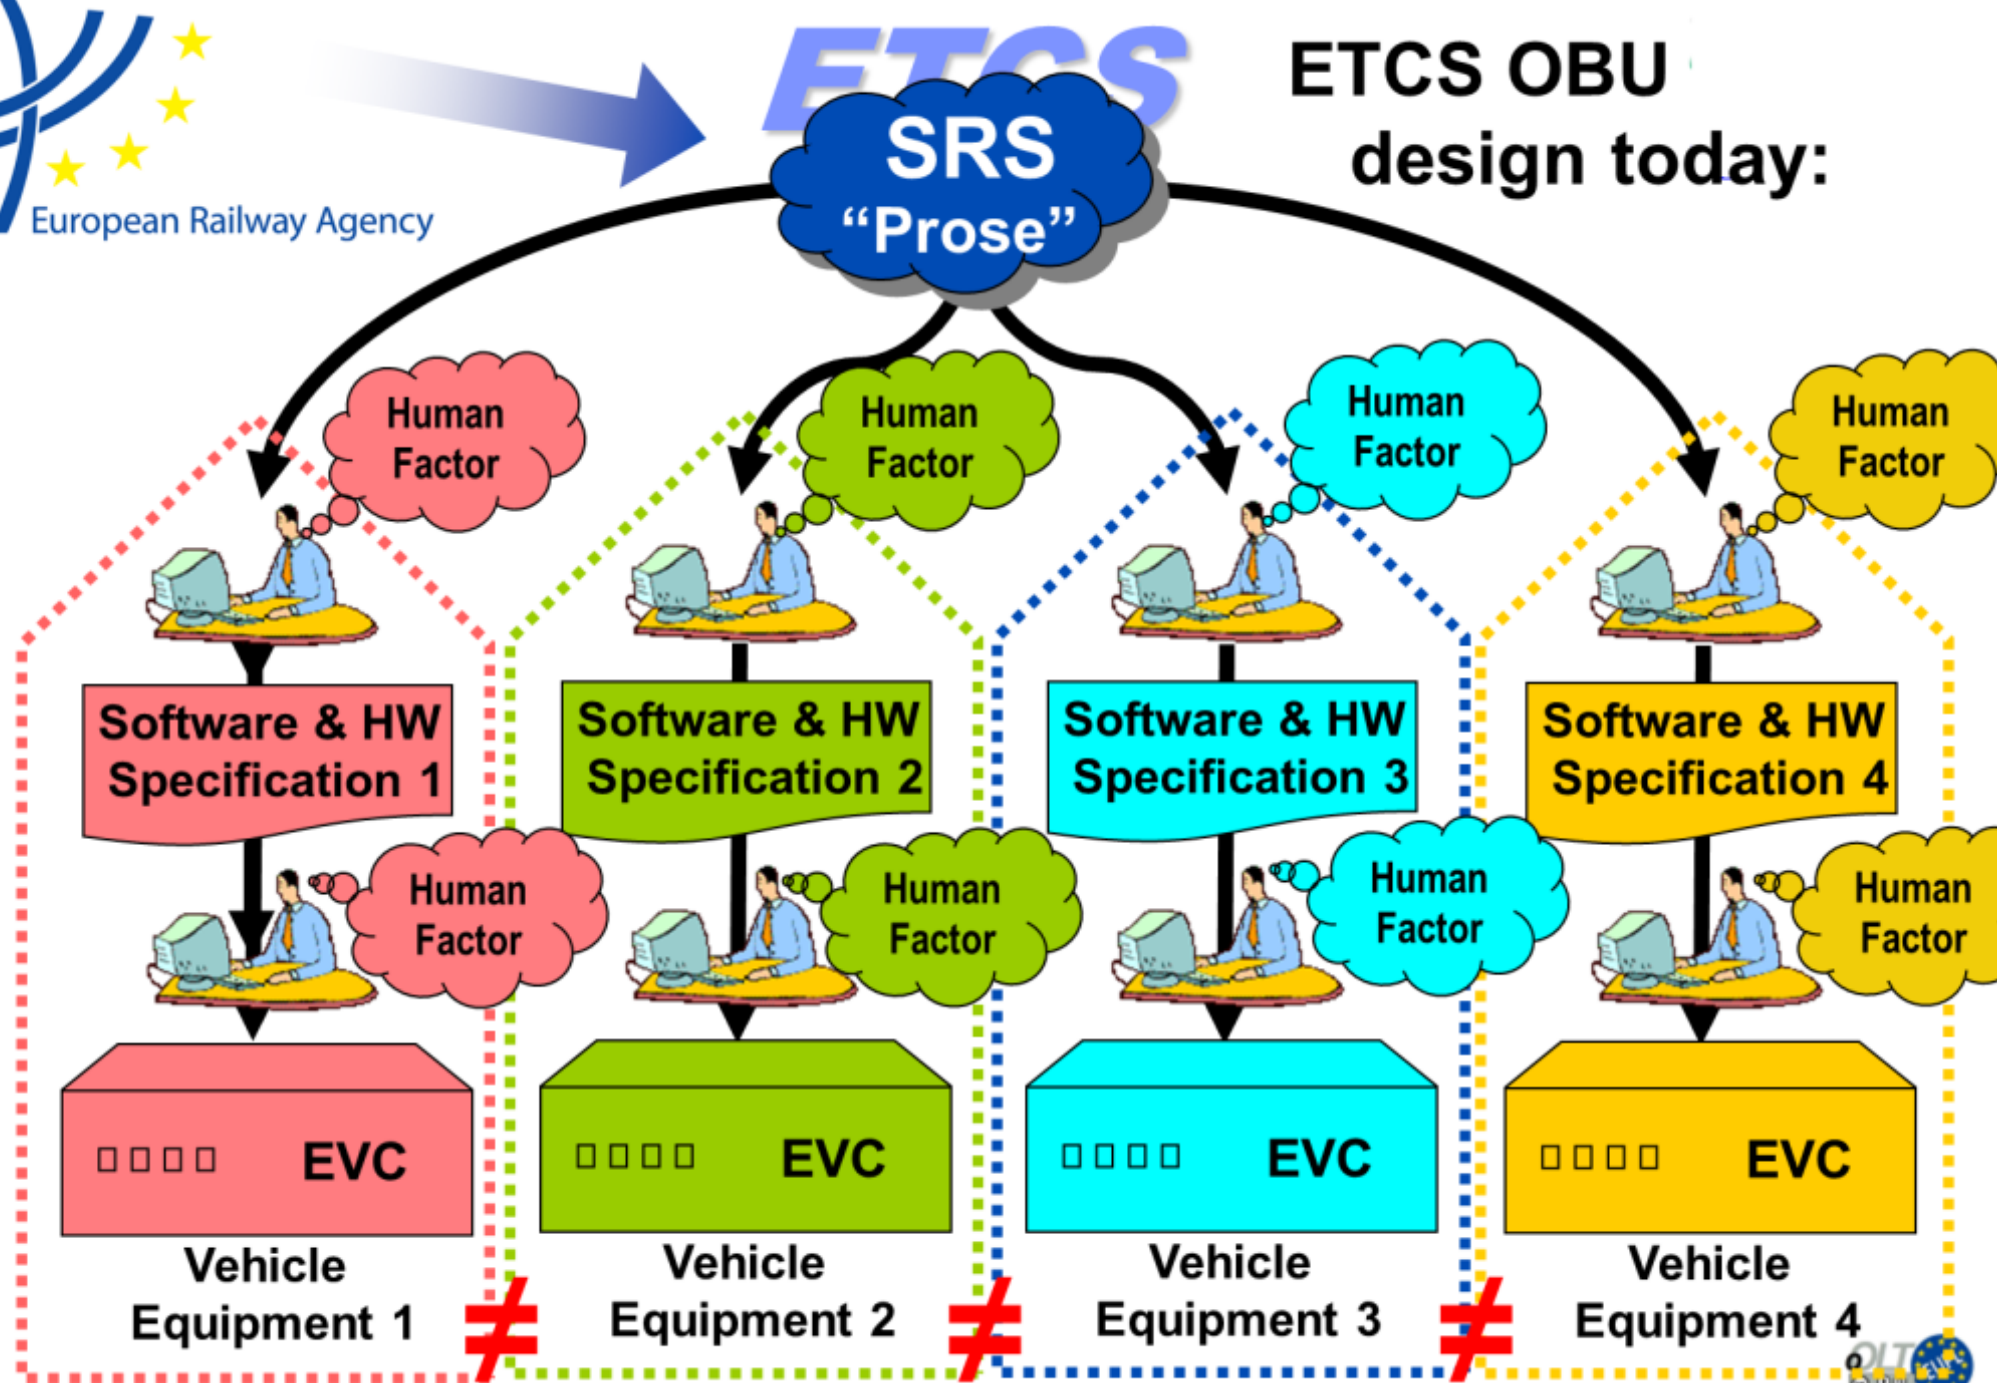 ETCS
ETCS OBU
design today:
SRS
“Prose”
European Railway Agency
Human
Factor
Human
Factor
Human
Factor
Human
Factor
Software & HW
Specification 1
Software & HW
Specification 2
Software & HW
Specification 3
Software & HW
Specification 4
Human
Factor
Human
Factor
Human
Factor
Human
Factor
EVC
EVC
EVC
EVC
Vehicle
Equipment 1
≠
Vehicle
Equipment 2
≠
Vehicle
Equipment 3
≠
Vehicle
Equipment 4